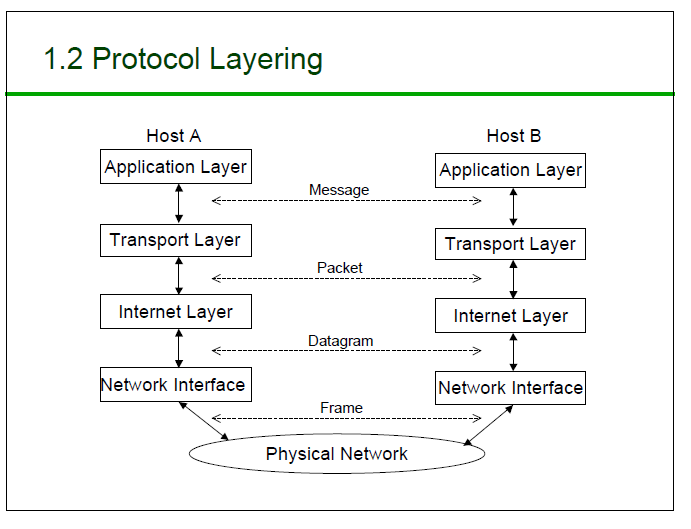 1.2 Protocol Layering
Host A
Host B
Application Layer
Application Layer
Message
Transport Layer
Transport Layer
Packet
Internet Layer
Internet Layer
Datagram
Network Interface
Network Interface
Frame
Physical Network